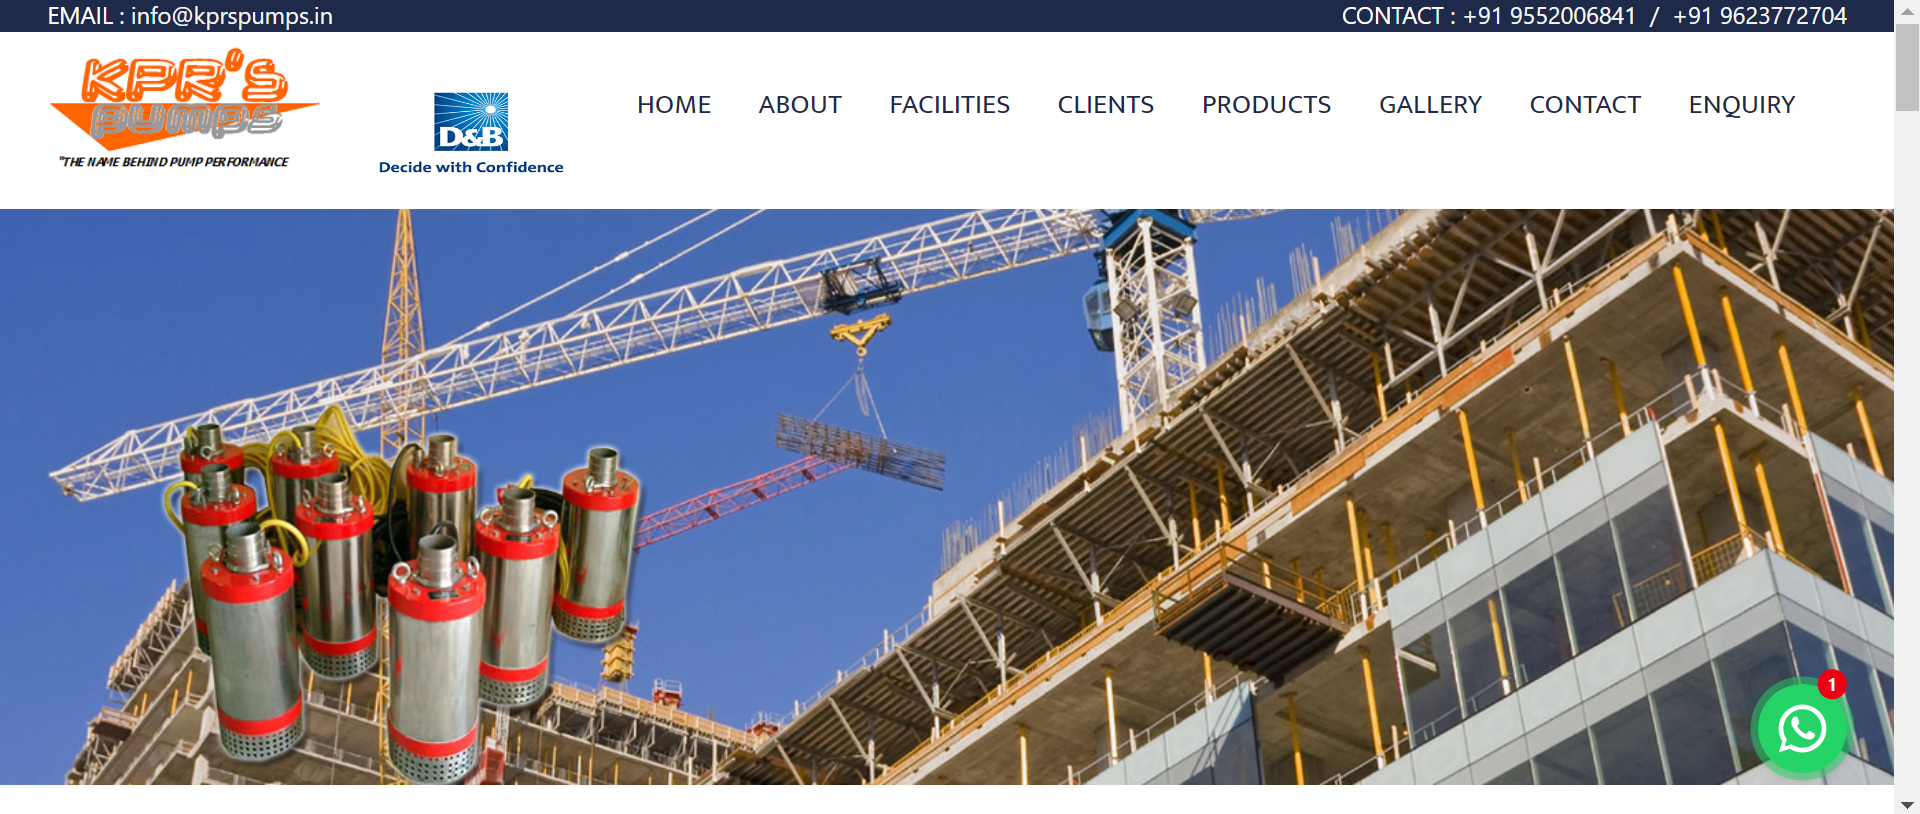 EMAIL : info@kprspumps.in
CONTACT : +91 9552006841 / +91 9623772704
KPR's
PUMPS
"THE NAME BEHIND PUMP PERFORMANCE
D&B
Decide with Confidence
HOME ABOUT FACILITIES CLIENTS PRODUCTS GALLERY CONTACT ENQUIRY
1